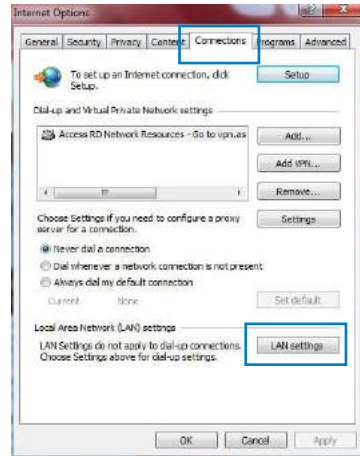 Internet Options
General Security Privacy Content Connections Programs Advanced
To set up an Internet connection, click
Setup.
Setup
Dial-up and Virtual Private Network settings
Access RD Network Resources - Go to vpn.as
Add...
Add VPN...
Remove...
Choose Settings if you need to configure a proxy
server for a connection.
Settings
Never dial a connection
Dial whenever a network connection is not present
Always dial my default connection
Current None
Set default
Local Area Network (LAN) settings
LAN Settings do not apply to dial-up connections.
Choose Settings above for dial-up settings.
LAN settings
OK Cancel Apply